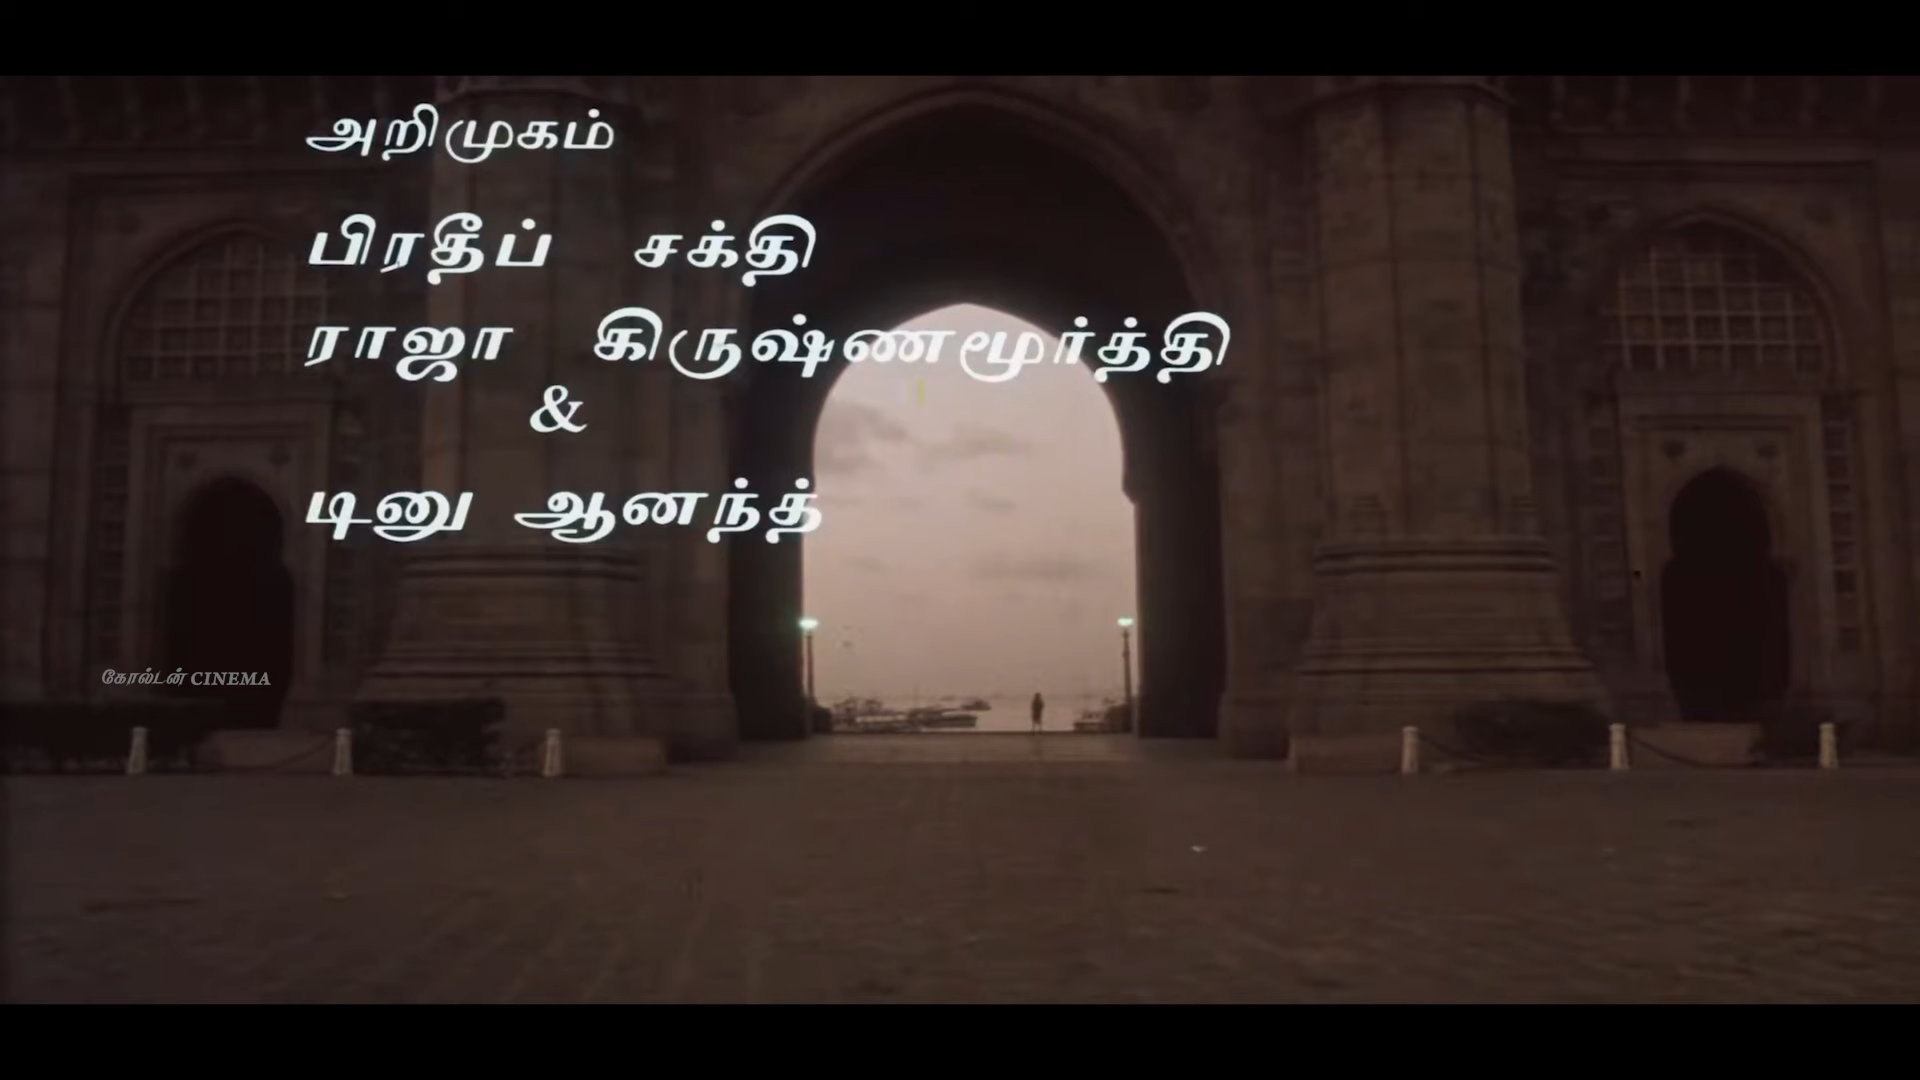 அறிமுகம்
பிரதீப் சக்தி
ராஜா கிருஷ்ணமூர்த்தி
&
டினு ஆனந்த்
கோல்டன் CINEMA